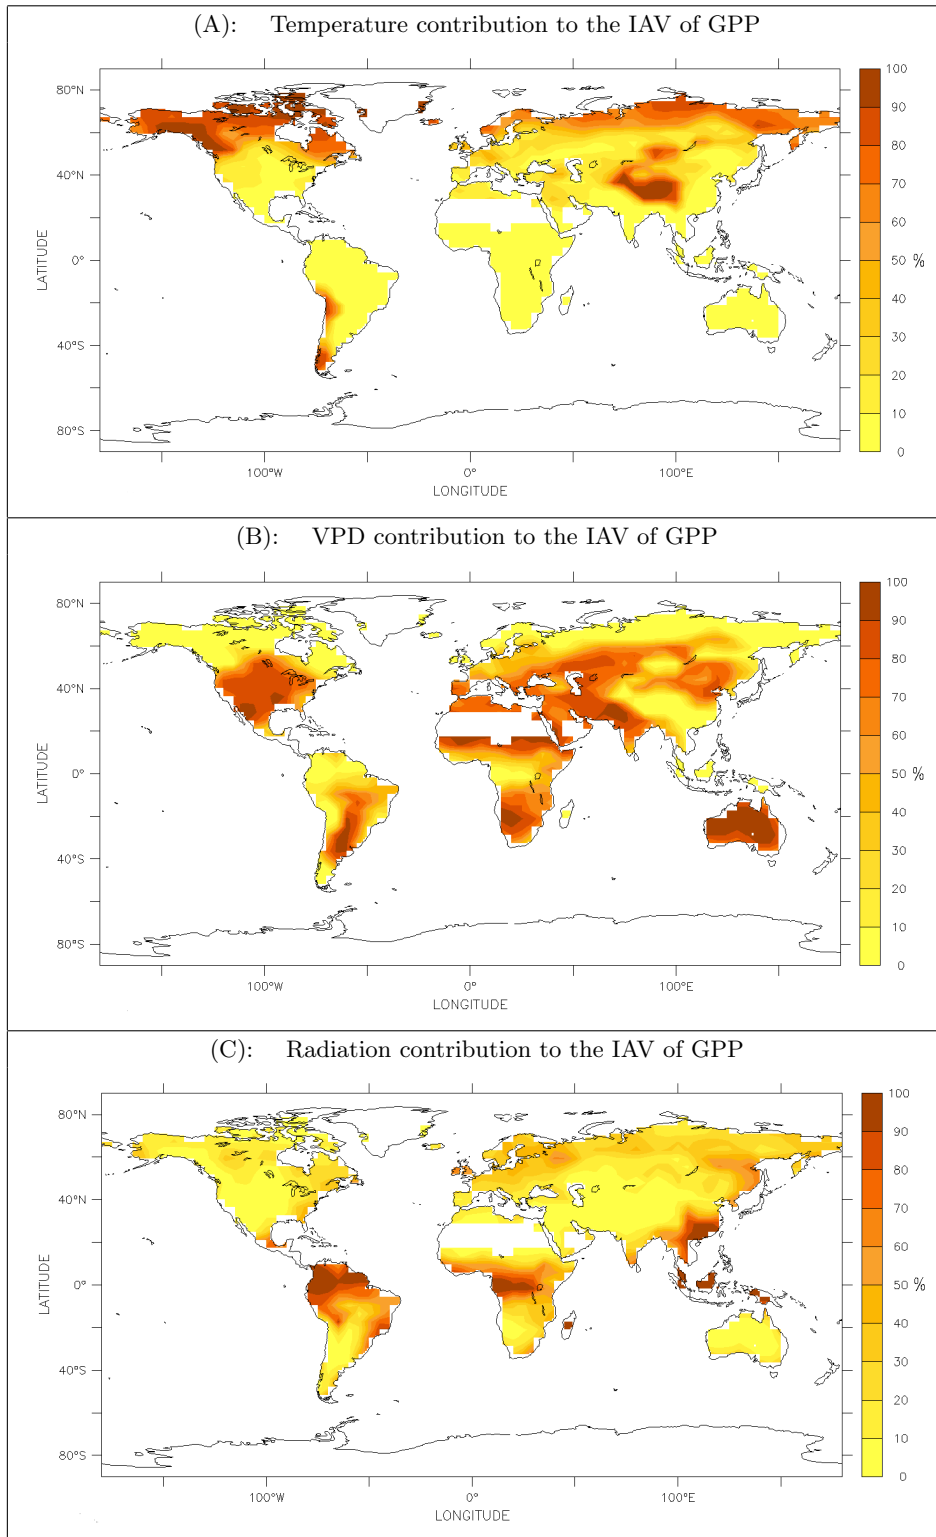 (A): Temperature contribution to the IAV of GPP
80°N
40°N
0°
40°S
80°S
LATITUDE
100°W 0° 100°E
LONGITUDE
100
90
80
70
60
50 %
40
30
20
10
0
(B): VPD contribution to the IAV of GPP
80°N
40°N
0°
40°S
80°S
LATITUDE
100°W 0° 100°E
LONGITUDE
100
90
80
70
60
50 %
40
30
20
10
0
(C): Radiation contribution to the IAV of GPP
80°N
40°N
0°
40°S
80°S
LATITUDE
100°W 0° 100°E
LONGITUDE
100
90
80
70
60
50 %
40
30
20
10
0